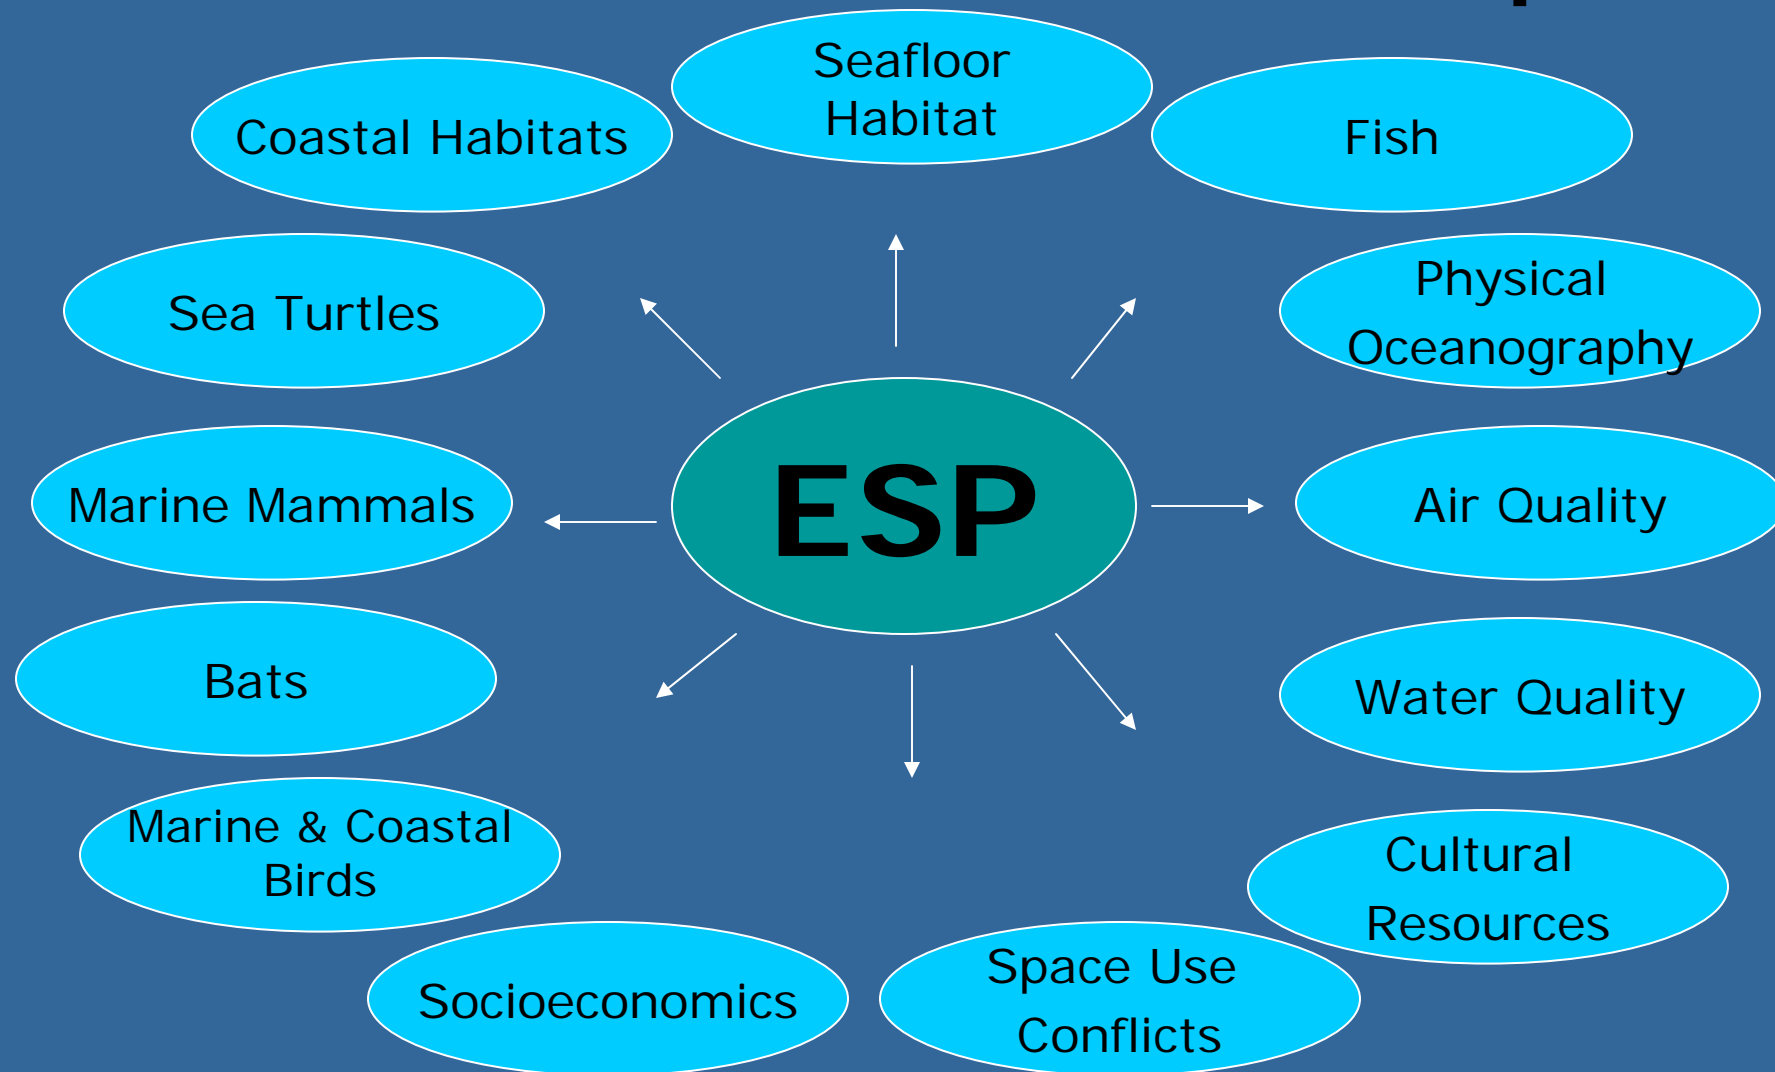 Seafloor
Habitat
Coastal Habitats
Fish
Sea Turtles
Physical
Oceanography
ESP
Marine Mammals
Air Quality
Bats
Water Quality
Marine & Coastal
Birds
Cultural
Resources
Socioeconomics
Space Use
Conflicts